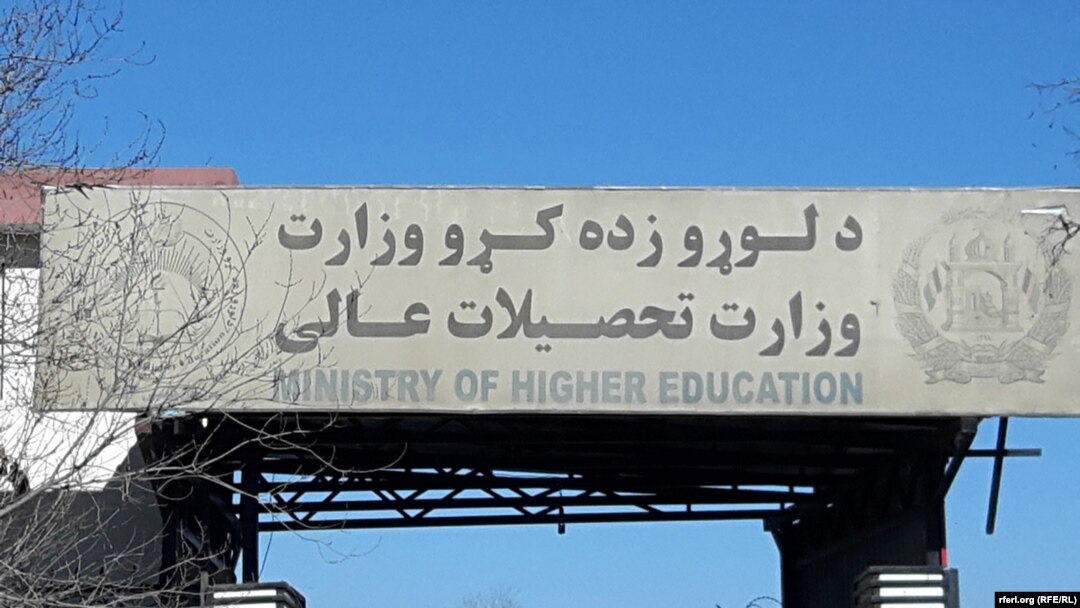 د لوړو زده کړو وزارت
وزارت تحصیلات عالی
MINISTRY OF HIGHER EDUCATION
rferl.org (RFE/RL)